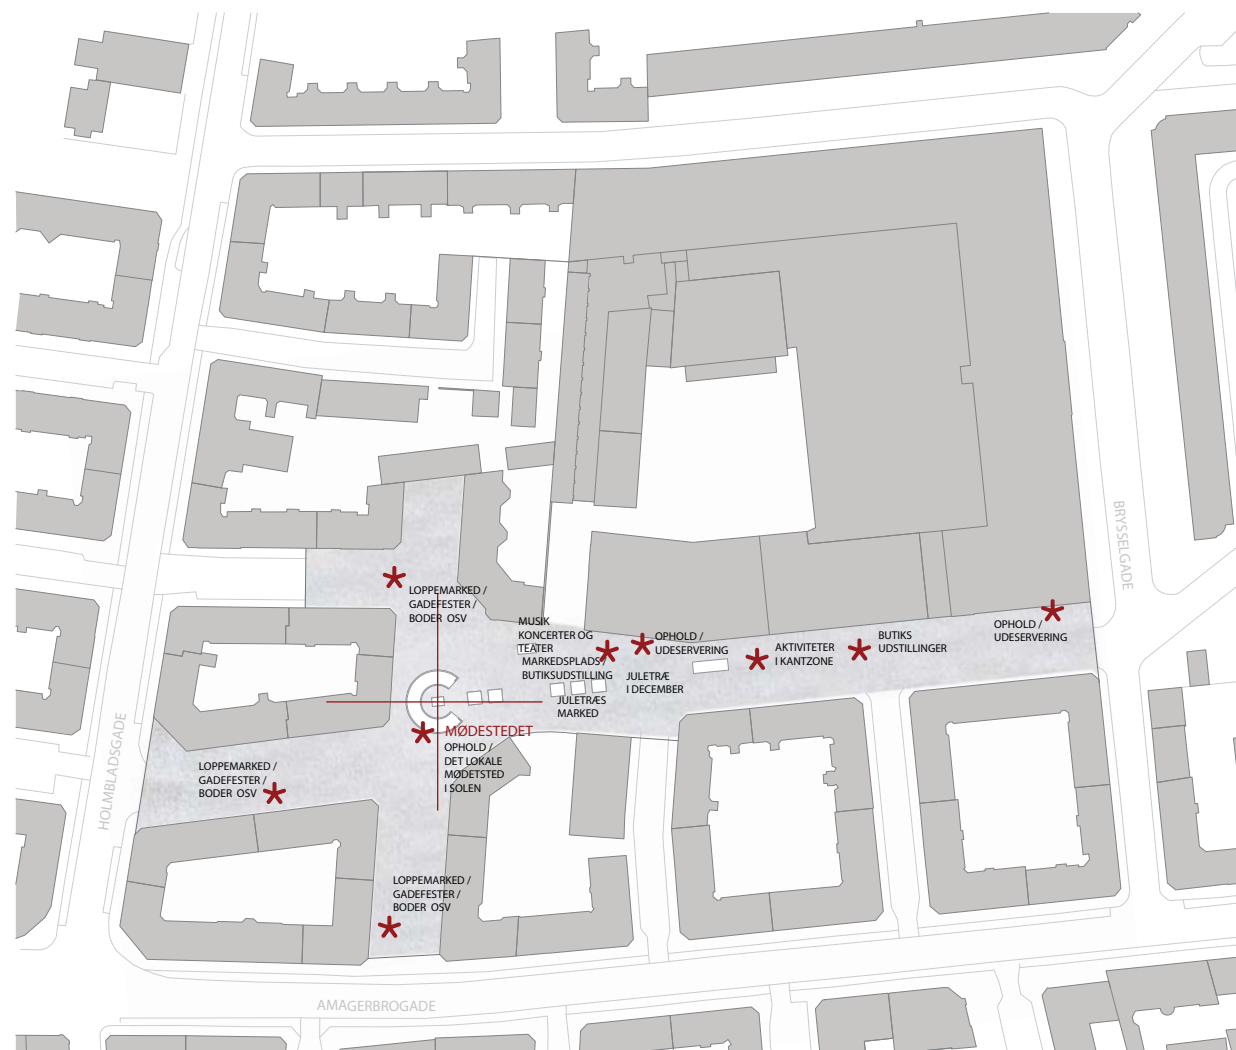 BRYSSELGADE
LOPPEMARKED /
GADEFESTER /
BODER OSV
MUSIK
KONCERTER OG
TEATER
MARKEDSPLADS /
BUTIKSUDSTILLING
OPHOLD /
UDESERVERING
JULETRÆ
I DECEMBER
JULETRÆS
MARKED
AKTIVITETER
I KANTZONE
BUTIKS
UDSTILLINGER
OPHOLD /
UDESERVERING
MØDESTEDET
OPHOLD /
DET LOKALE
MØDETSTED
I SOLEN
HOLMBLADSGADE
LOPPEMARKED /
GADEFESTER /
BODER OSV
LOPPEMARKED /
GADEFESTER /
BODER OSV
AMAGERBROGADE